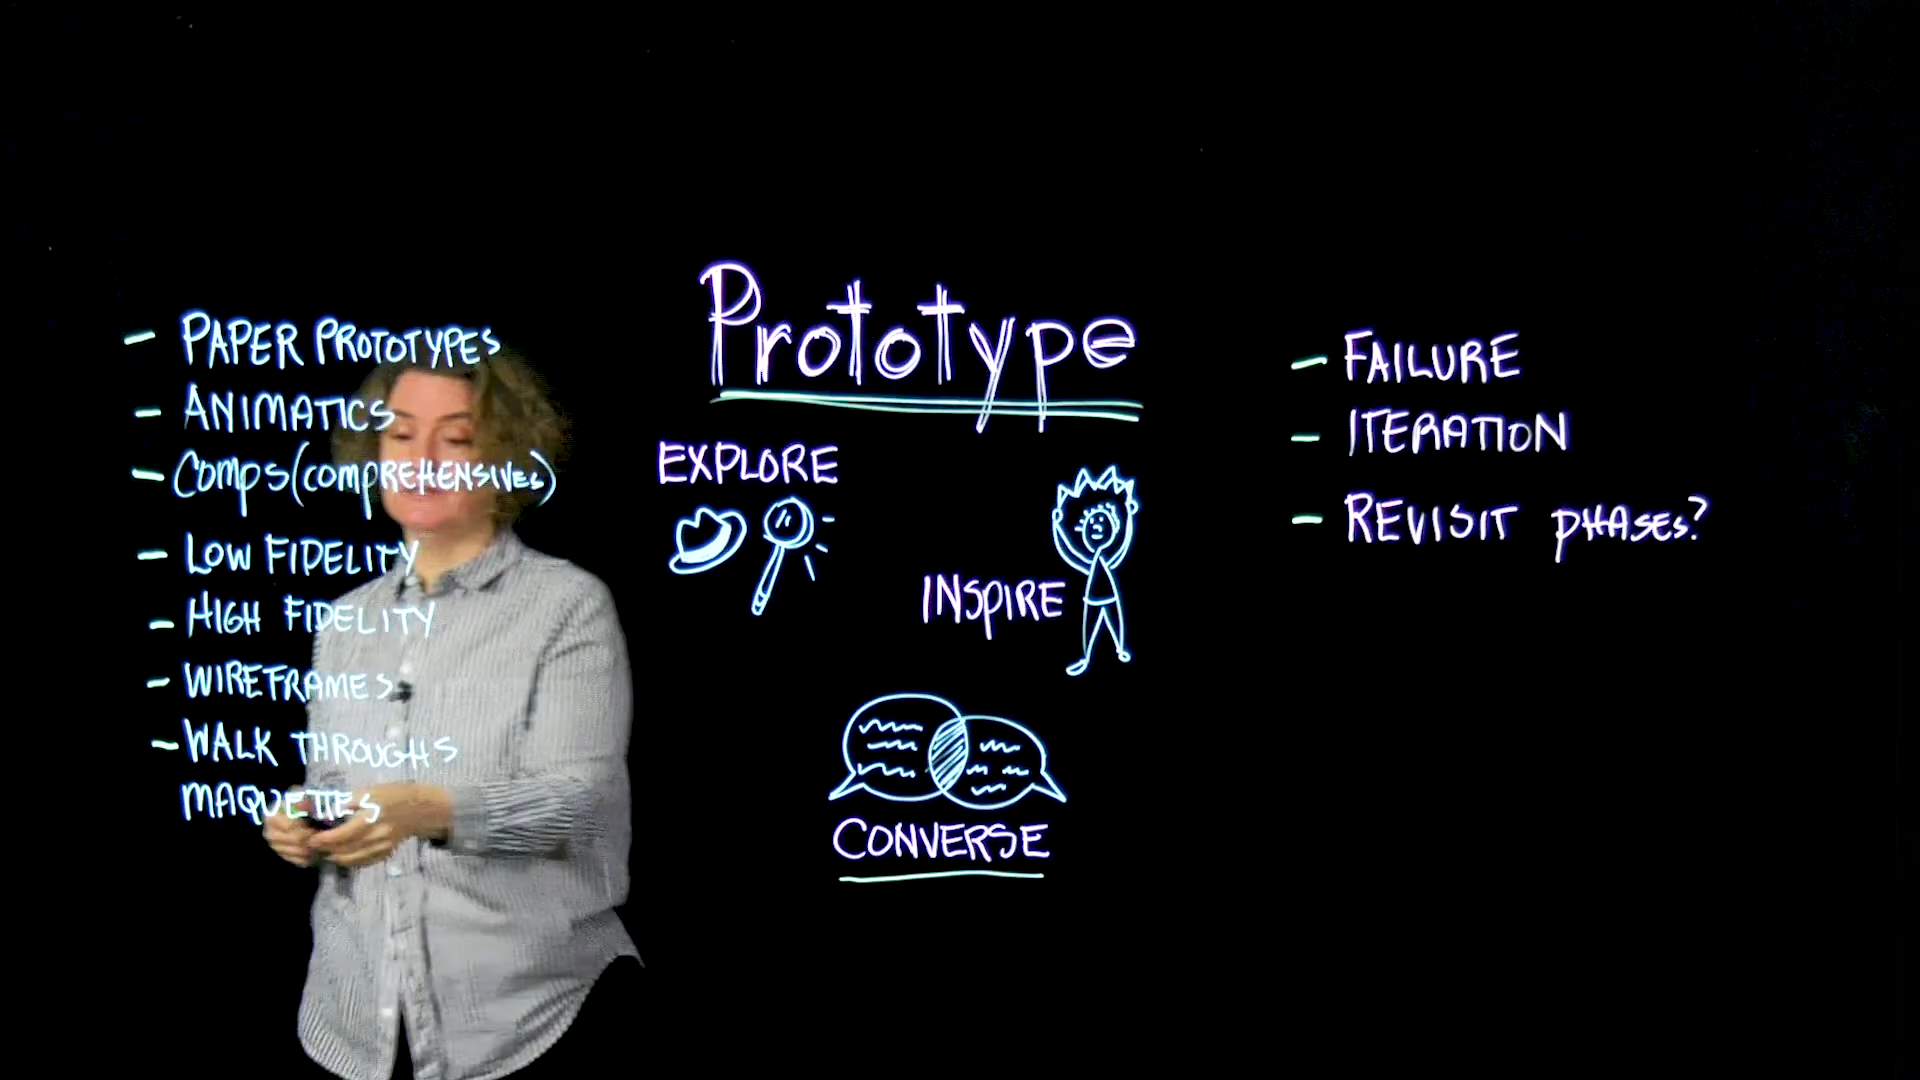 - PAPER PROTOTYPES
- ANIMATICS
- COMPS (COMPREHENSIVES)
- LOW FIDELITY
- HIGH FIDELITY
- WIREFRAMES
- WALK THROUGHS
MAQUETTES
Prototype
EXPLORE
INSPIRE
CONVERSE
- FAILURE
- ITERATION
- REVISIT PHASES?